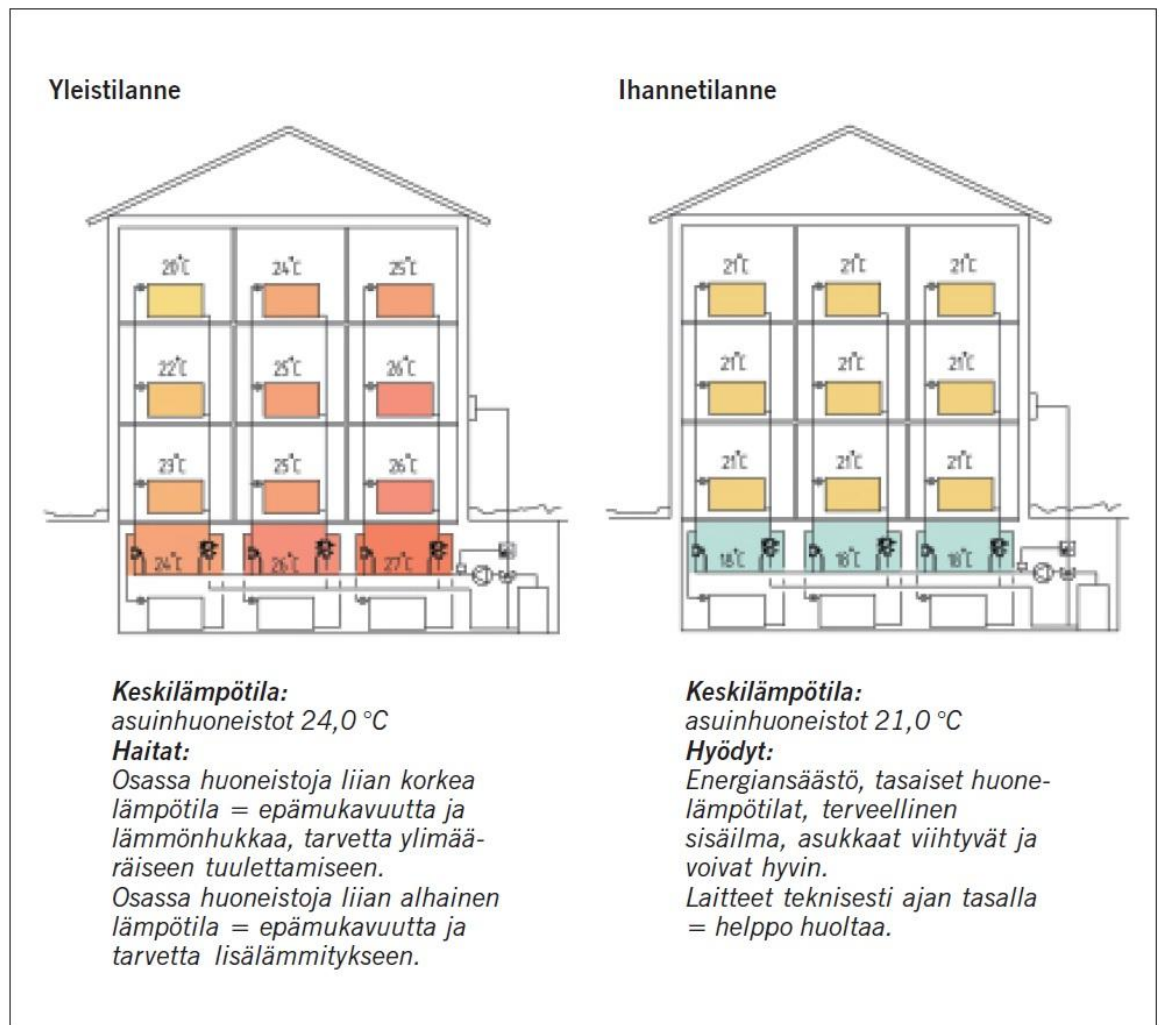 Yleistilanne
Ihannetilanne
20°C 24°C 25°C
22°C 25°C 26°C
23°C 25°C 26°C
24°C 26°C 27°C
21°C 21°C 21°C
21°C 21°C 21°C
21°C 21°C 21°C
18°C 18°C 18°C
Keskilämpötila:
asuinhuoneistot 24,0 °C
Haitat:
Osassa huoneistoja liian korkea
lämpötila = epämukavuutta ja
lämmönhukkaa, tarvetta ylimää-
räiseen tuulettamiseen.
Osassa huoneistoja liian alhainen
lämpötila = epämukavuutta ja
tarvetta lisälämmitykseen.
Keskilämpötila:
asuinhuoneistot 21,0 °C
Hyödyt:
Energiansäästö, tasaiset huone-
lämpötilat, terveellinen
sisäilma, asukkaat viihtyvät ja
voivat hyvin.
Laitteet teknisesti ajan tasalla
= helppo huoltaa.